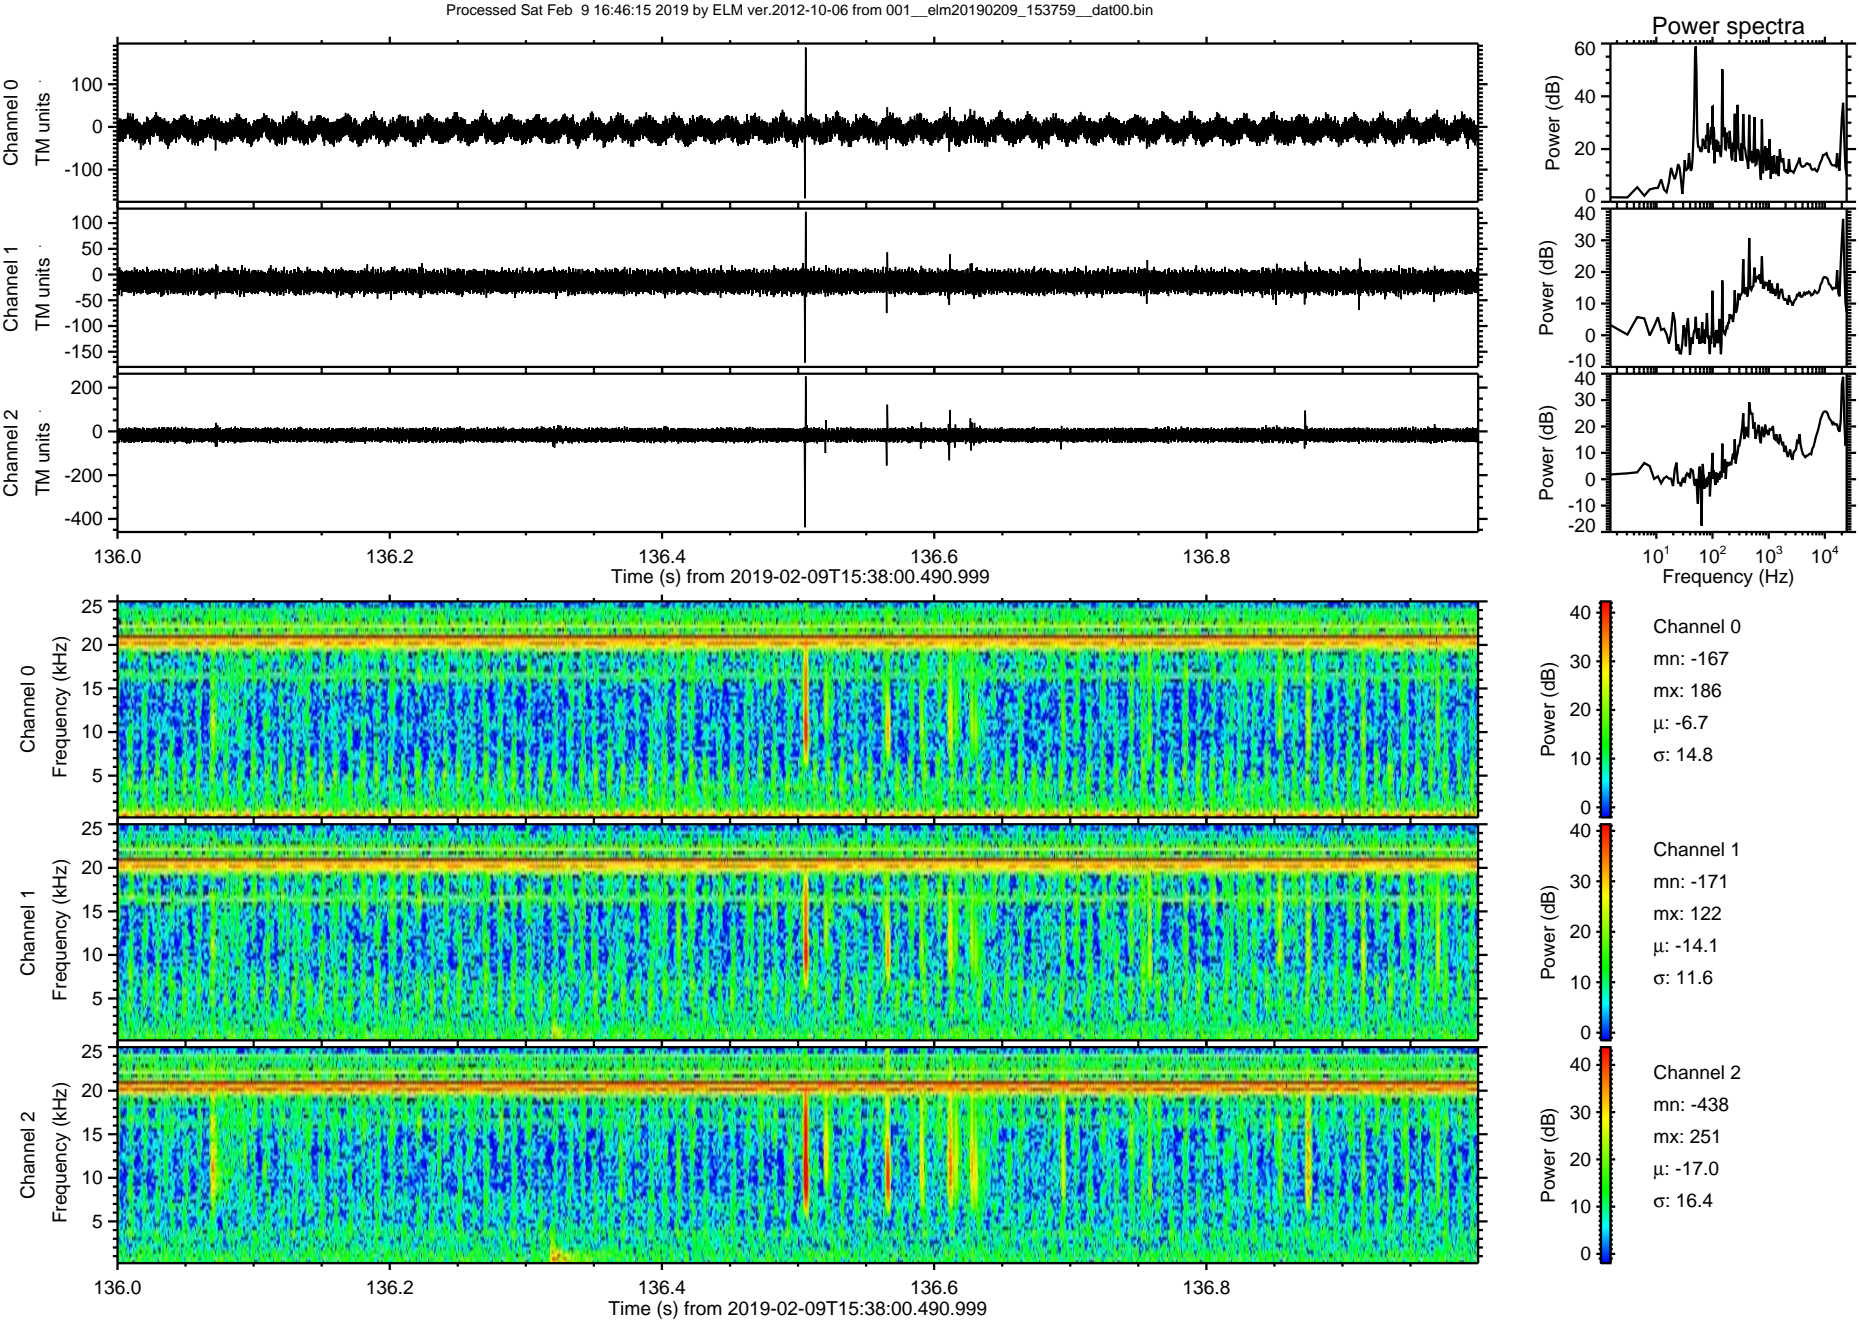 Processed Sat Feb  9 16:46:15 2019 by ELM ver.2012-10-06 from 001__elm20190209_153759__dat00.bin
Power spectra
Channel 0
TM units
100
0
-100
Power (dB)
60
40
20
0
Channel 1
TM units
100
50
0
-50
-100
-150
Power (dB)
40
30
20
10
0
-10
Channel 2
TM units
200
0
-200
-400
Power (dB)
40
30
20
10
0
-10
-20
136.0 136.2 136.4 136.6 136.8
Time (s) from 2019-02-09T15:38:00.490.999
10¹ 10² 10³ 10⁴
Frequency (Hz)
Channel 0
Frequency (kHz)
25
20
15
10
5
Power (dB)
40
30
20
10
0
Channel 0
mn: -167
mx: 186
μ: -6.7
σ: 14.8
Channel 1
Frequency (kHz)
25
20
15
10
5
Power (dB)
40
30
20
10
0
Channel 1
mn: -171
mx: 122
μ: -14.1
σ: 11.6
Channel 2
Frequency (kHz)
25
20
15
10
5
Power (dB)
40
30
20
10
0
Channel 2
mn: -438
mx: 251
μ: -17.0
σ: 16.4
136.0 136.2 136.4 136.6 136.8
Time (s) from 2019-02-09T15:38:00.490.999